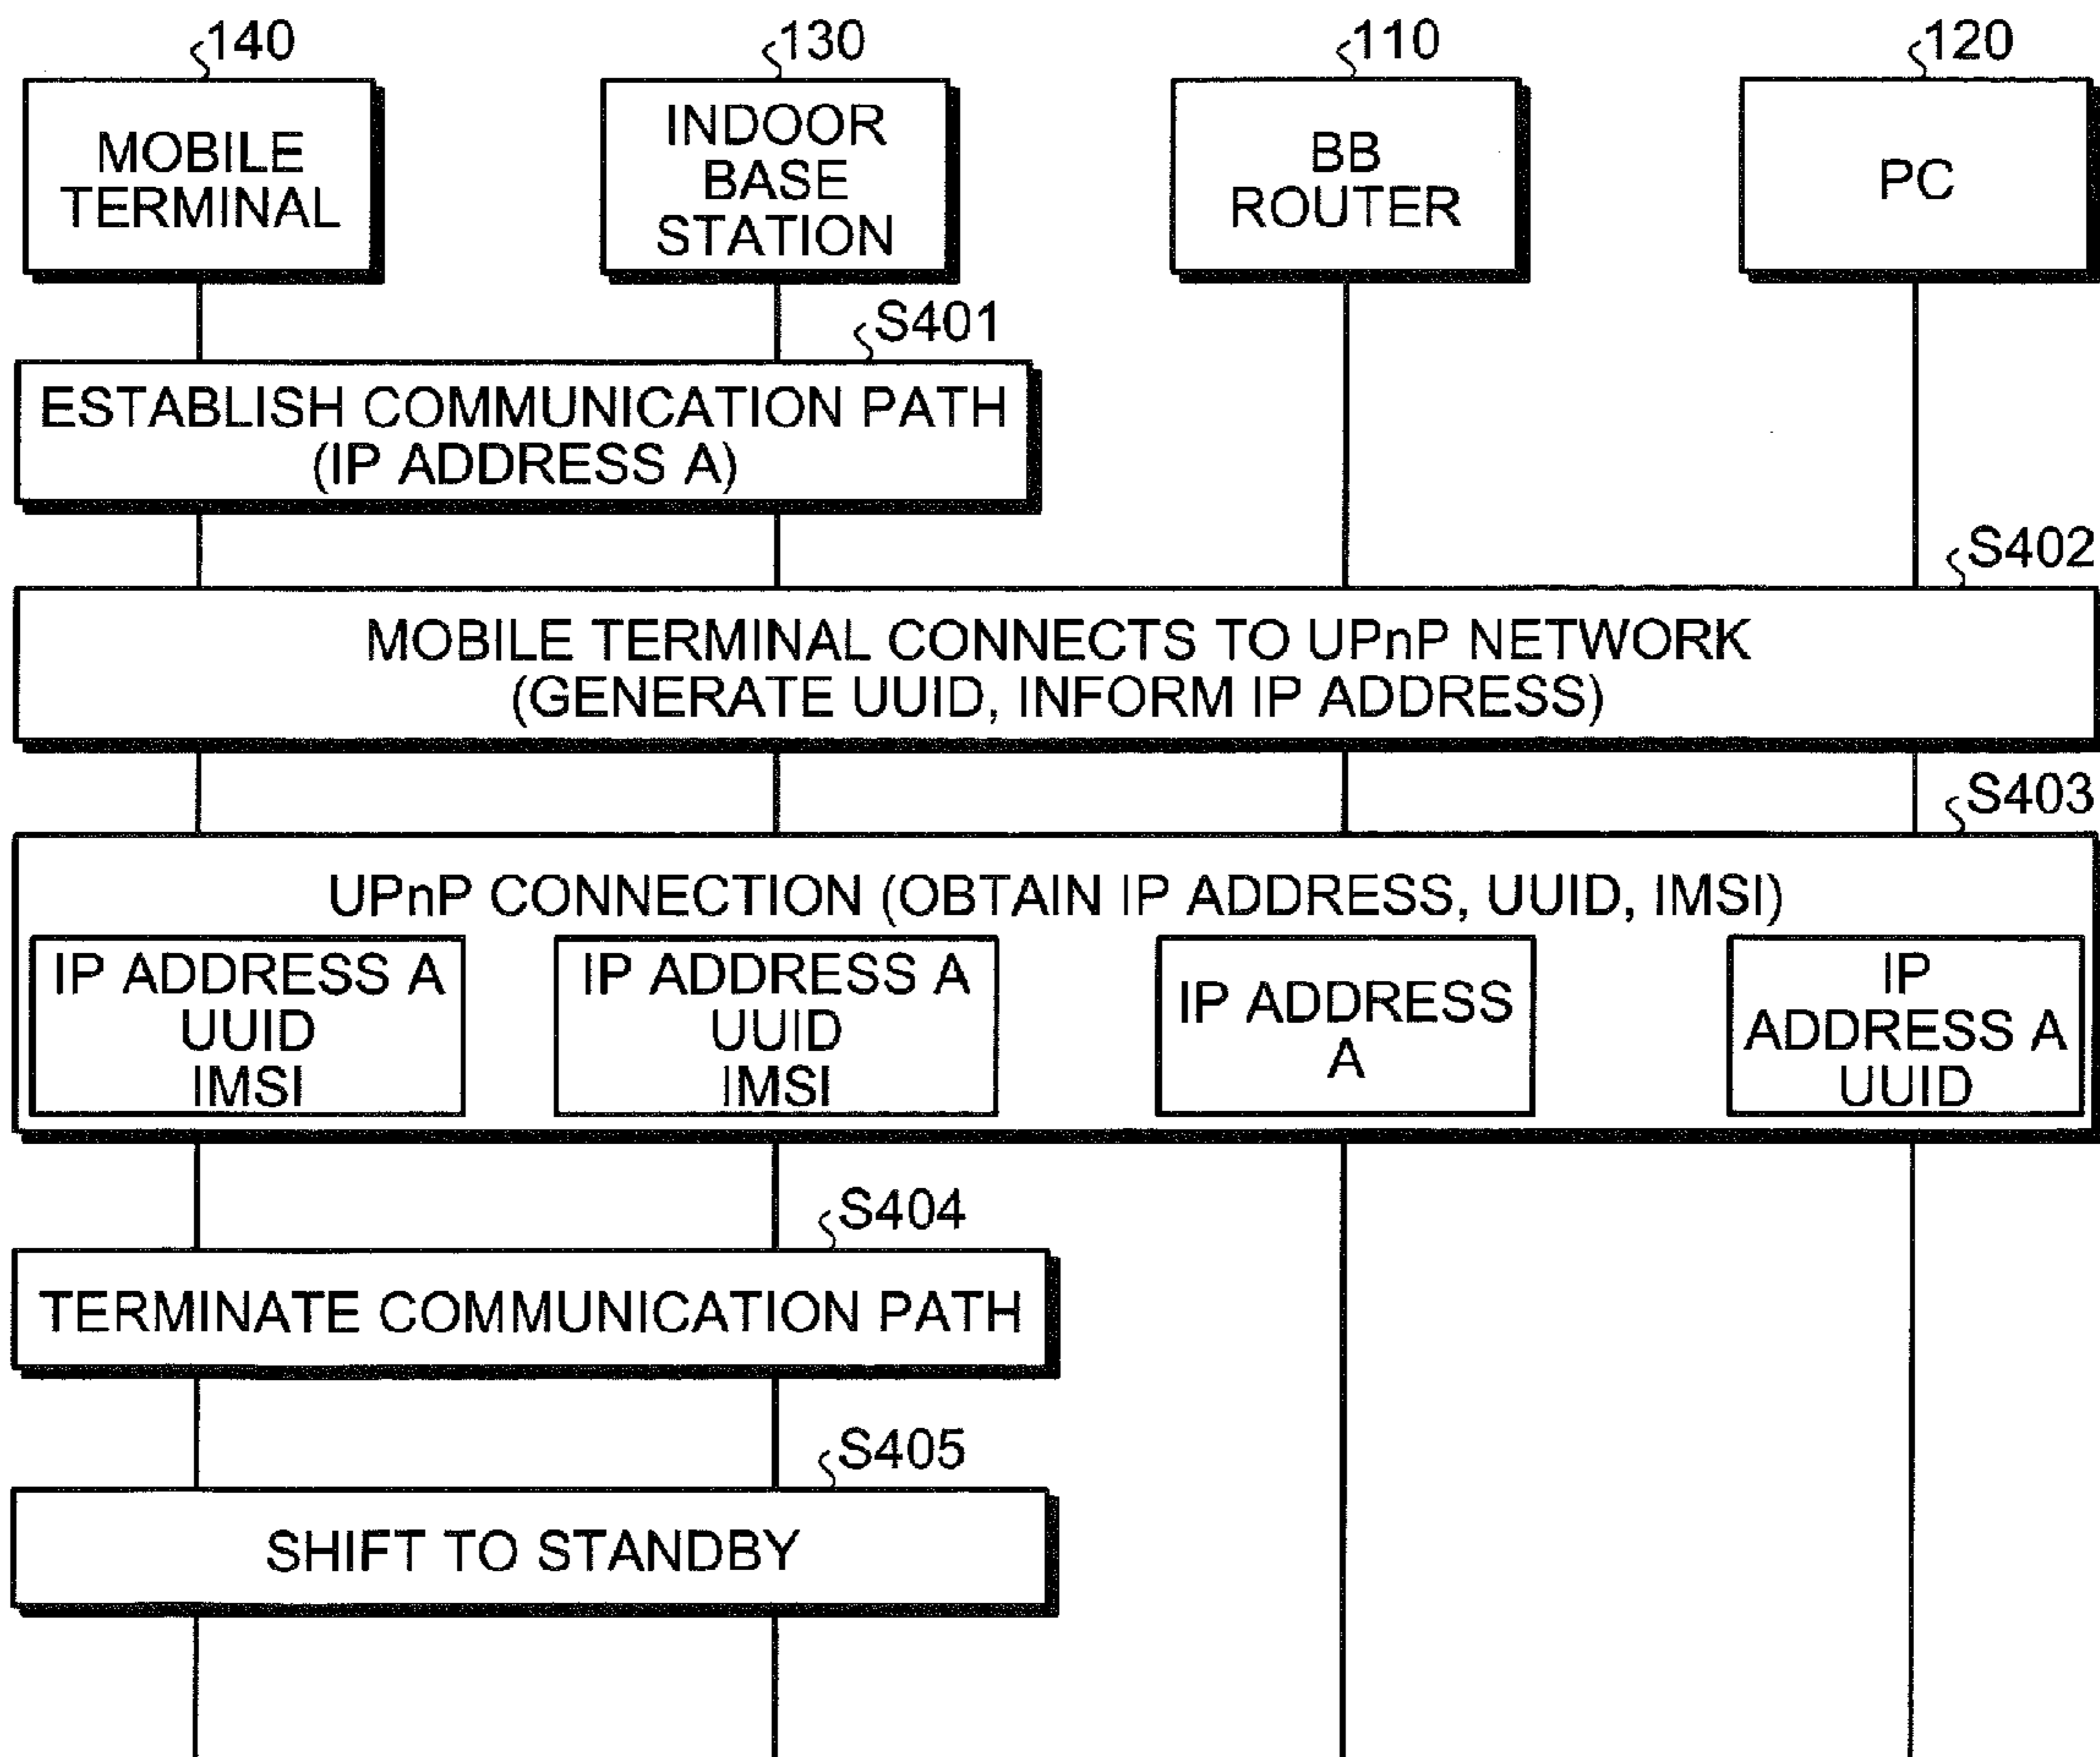 140
130
110
120
MOBILE
TERMINAL
INDOOR
BASE
STATION
BB
ROUTER
PC
S401
ESTABLISH COMMUNICATION PATH
(IP ADDRESS A)
S402
MOBILE TERMINAL CONNECTS TO UPnP NETWORK
(GENERATE UUID, INFORM IP ADDRESS)
S403
UPnP CONNECTION (OBTAIN IP ADDRESS, UUID, IMSI)
IP ADDRESS A
UUID
IMSI
IP ADDRESS A
UUID
IMSI
IP ADDRESS
A
IP
ADDRESS A
UUID
S404
TERMINATE COMMUNICATION PATH
S405
SHIFT TO STANDBY